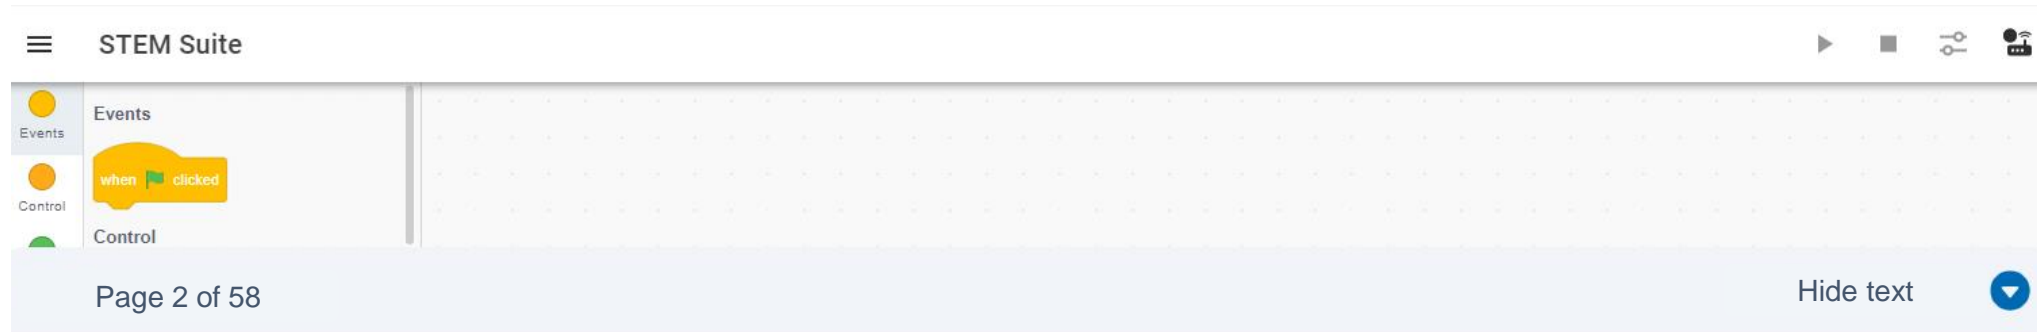 STEM Suite
Events
Events
when clicked
Control
Control
Page 2 of 58
Hide text